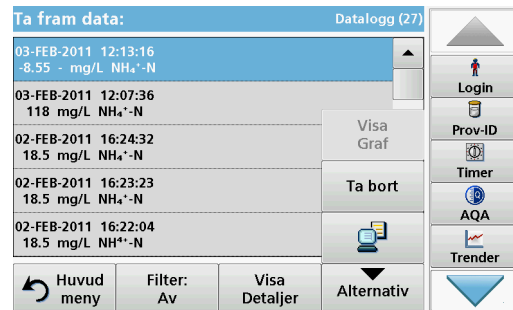 Ta fram data:
Datalogg (27)
03-FEB-2011 12:13:16
-8.55 - mg/L NH₄⁺-N
03-FEB-2011 12:07:36
118 mg/L NH₄⁺-N
02-FEB-2011 16:24:32
18.5 mg/L NH₄⁺-N
02-FEB-2011 16:23:23
18.5 mg/L NH₄⁺-N
02-FEB-2011 16:22:04
18.5 mg/L NH⁴⁺-N
Visa
Graf
Ta bort
Huvud
meny
Filter:
Av
Visa
Detaljer
Alternativ
Login
Prov-ID
Timer
AQA
Trender